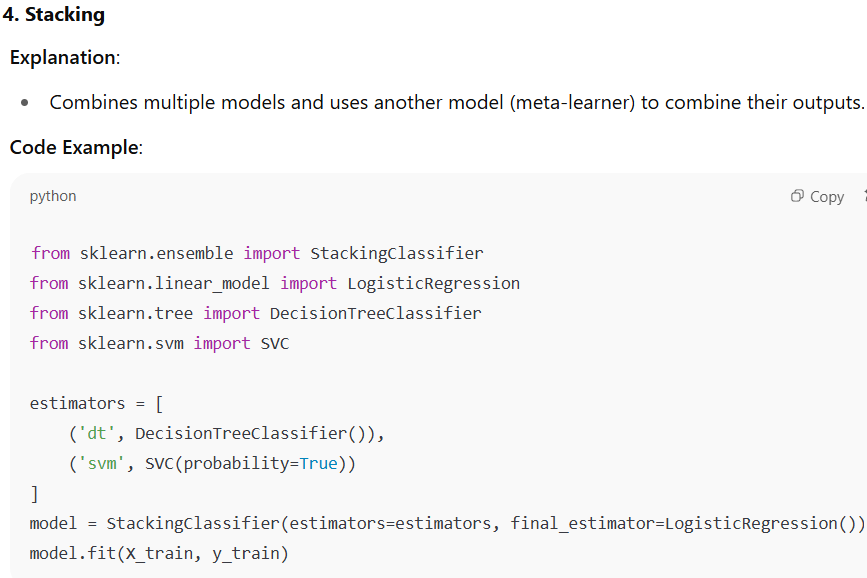 4. Stacking
Explanation:
• Combines multiple models and uses another model (meta-learner) to combine their outputs.
Code Example:
python
Copy
from sklearn.ensemble import StackingClassifier
from sklearn.linear_model import LogisticRegression
from sklearn.tree import DecisionTreeClassifier
from sklearn.svm import SVC
estimators = [
    ('dt', DecisionTreeClassifier()),
    ('svm', SVC(probability=True))
]
model = StackingClassifier(estimators=estimators, final_estimator=LogisticRegression())
model.fit(X_train, y_train)